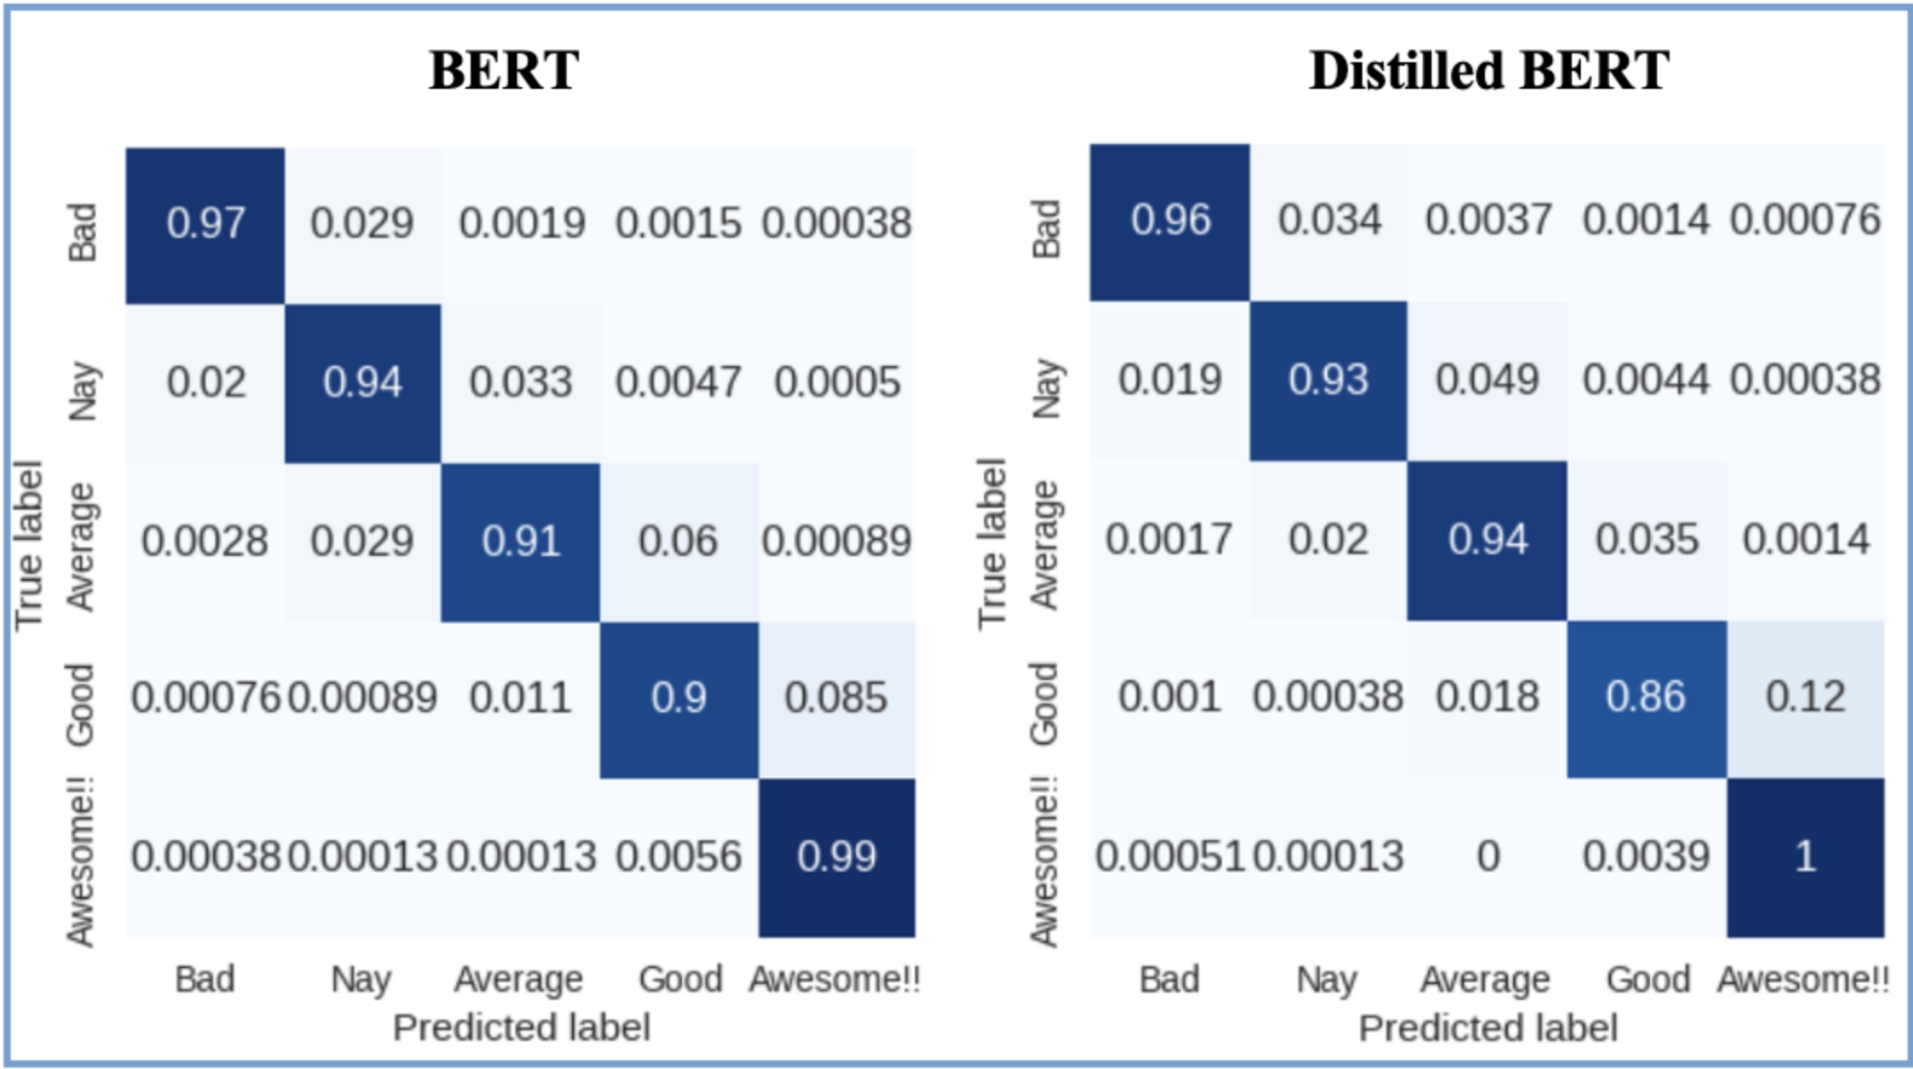 BERT
Bad 0.97 0.029 0.0019 0.0015 0.00038
Nay 0.02 0.94 0.033 0.0047 0.0005
Average 0.0028 0.029 0.91 0.06 0.00089
Good 0.00076 0.00089 0.011 0.9 0.085
Awesome!! 0.00038 0.00013 0.00013 0.0056 0.99
True label
Bad Nay Average Good Awesome!!
Predicted label
Distilled BERT
Bad 0.96 0.034 0.0037 0.0014 0.00076
Nay 0.019 0.93 0.049 0.0044 0.00038
Average 0.0017 0.02 0.94 0.035 0.0014
Good 0.001 0.00038 0.018 0.86 0.12
Awesome!! 0.00051 0.00013 0 0.0039 1
True label
Bad Nay Average Good Awesome!!
Predicted label